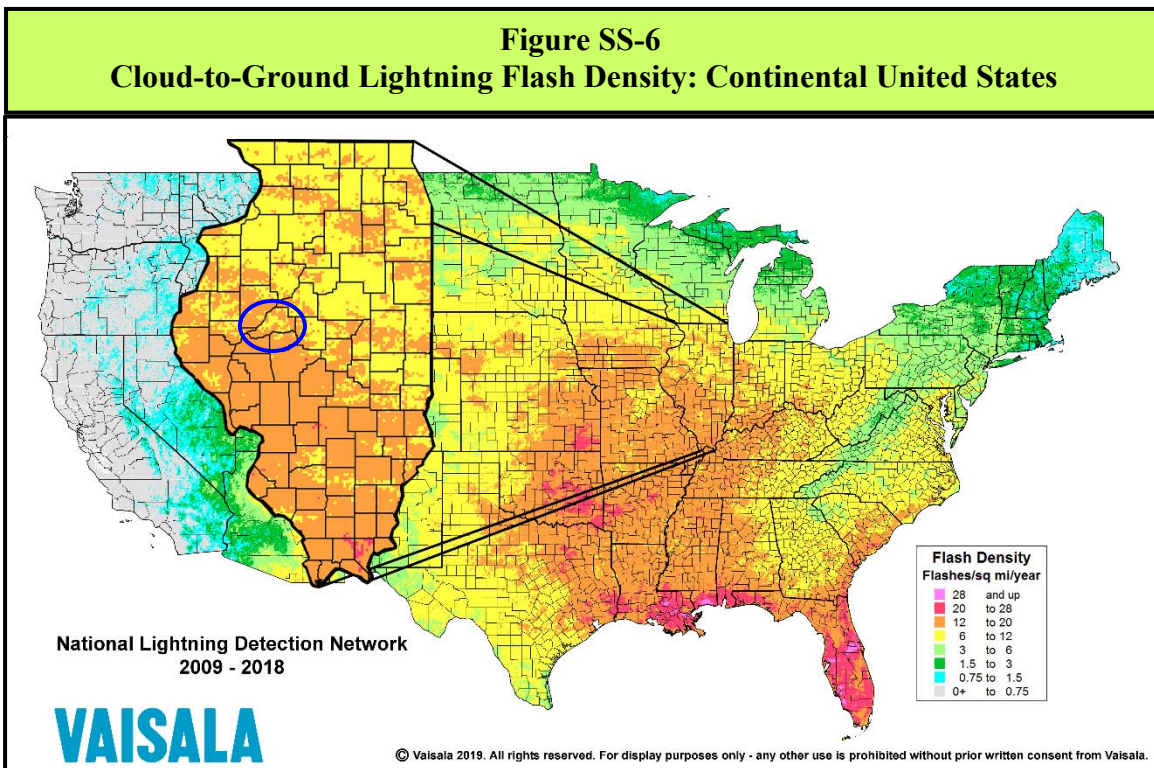 Figure SS-6
Cloud-to-Ground Lightning Flash Density: Continental United States
Flash Density
Flashes/sq mi/year
28 and up
20 to 28
12 to 20
6 to 12
3 to 6
1.5 to 3
0.75 to 1.5
0+ to 0.75
National Lightning Detection Network
2009 - 2018
VAISALA
© Vaisala 2019. All rights reserved. For display purposes only - any other use is prohibited without prior written consent from Vaisala.